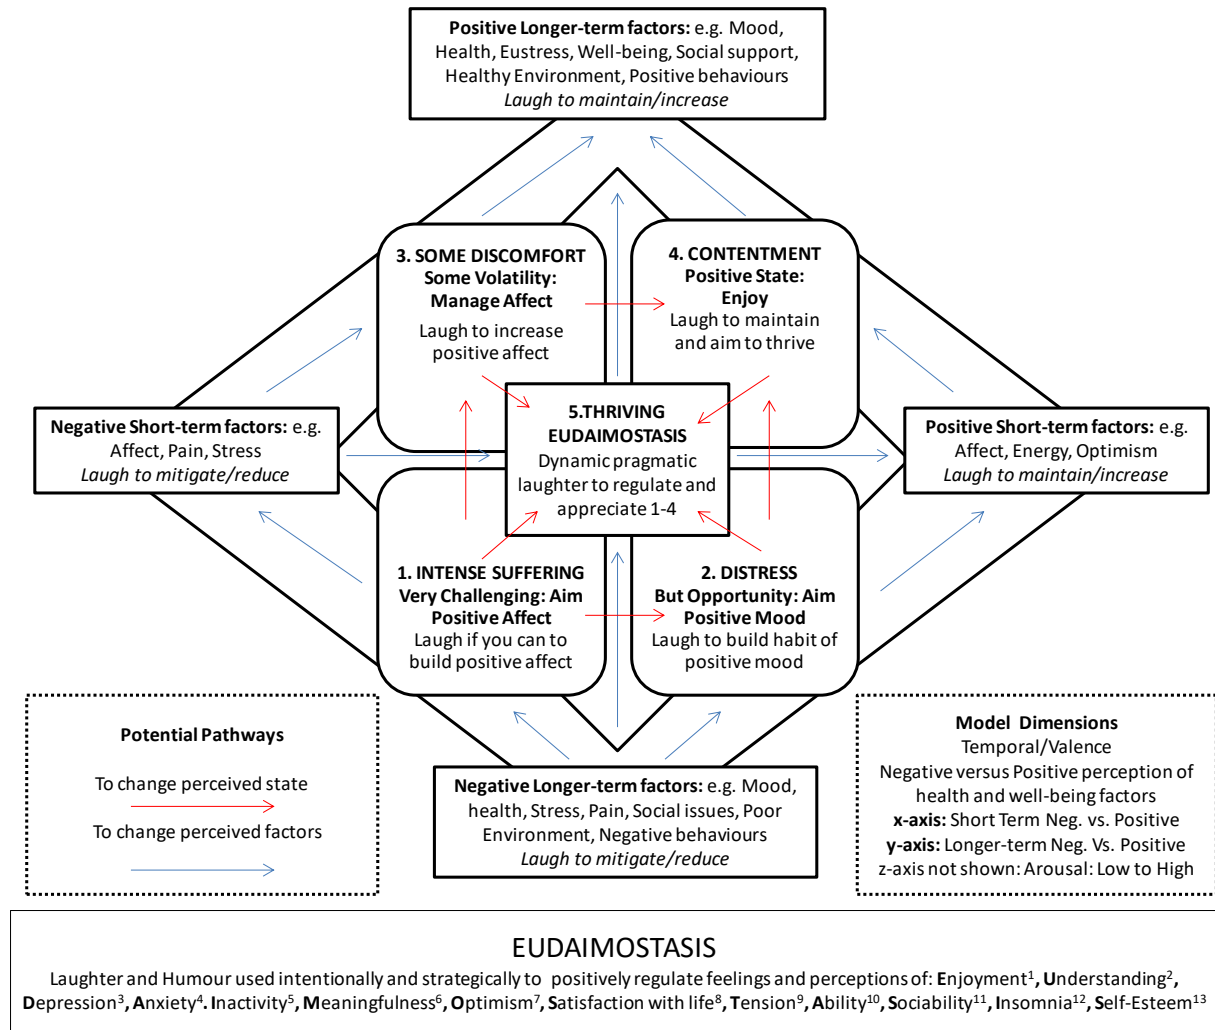 Positive Longer-term factors: e.g. Mood,
Health, Eustress, Well-being, Social support,
Healthy Environment, Positive behaviours
Laugh to maintain/increase
3. SOME DISCOMFORT
Some Volatility:
Manage Affect
Laugh to increase
positive affect
4. CONTENTMENT
Positive State:
Enjoy
Laugh to maintain
and aim to thrive
Negative Short-term factors: e.g.
Affect, Pain, Stress
Laugh to mitigate/reduce
5.THRIVING
EUDAIMOSTASIS
Dynamic pragmatic
laughter to regulate and
appreciate 1-4
Positive Short-term factors: e.g.
Affect, Energy, Optimism
Laugh to maintain/increase
1. INTENSE SUFFERING
Very Challenging: Aim
Positive Affect
Laugh if you can to
build positive affect
2. DISTRESS
But Opportunity: Aim
Positive Mood
Laugh to build habit of
positive mood
Potential Pathways
To change perceived state
To change perceived factors
Negative Longer-term factors: e.g. Mood,
health, Stress, Pain, Social issues, Poor
Environment, Negative behaviours
Laugh to mitigate/reduce
Model Dimensions
Temporal/Valence
Negative versus Positive perception of
health and well-being factors
x-axis: Short Term Neg. vs. Positive
y-axis: Longer-term Neg. Vs. Positive
z-axis not shown: Arousal: Low to High
EUDAIMOSTASIS
Laughter and Humour used intentionally and strategically to positively regulate feelings and perceptions of: Enjoyment¹, Understanding²,
Depression³, Anxiety⁴. Inactivity⁵, Meaningfulness⁶, Optimism⁷, Satisfaction with life⁸, Tension⁹, Ability¹⁰, Sociability¹¹, Insomnia¹², Self-Esteem¹³